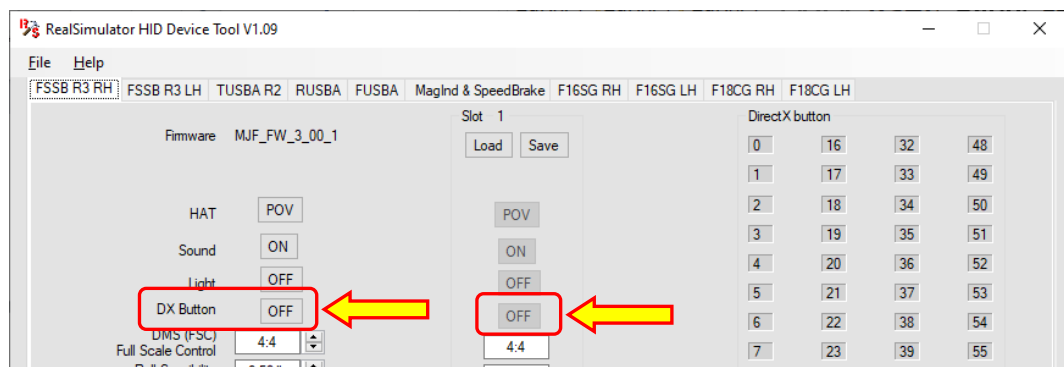 RealSimulator HID Device Tool V1.09
File Help
FSSB R3 RH FSSB R3 LH TUSBA R2 RUSBA FUSBA MagInd & SpeedBrake F16SG RH F16SG LH F18CG RH F18CG LH
Firmware MJF_FW_3_00_1
Slot 1
Load Save
DirectX button
0 16 32 48
1 17 33 49
HAT POV POV
2 18 34 50
Sound ON ON
3 19 35 51
4 20 36 52
Light OFF OFF
5 21 37 53
DX Button OFF OFF
6 22 38 54
DMS (FSC)
Full Scale Control 4:4 4:4
7 23 39 55